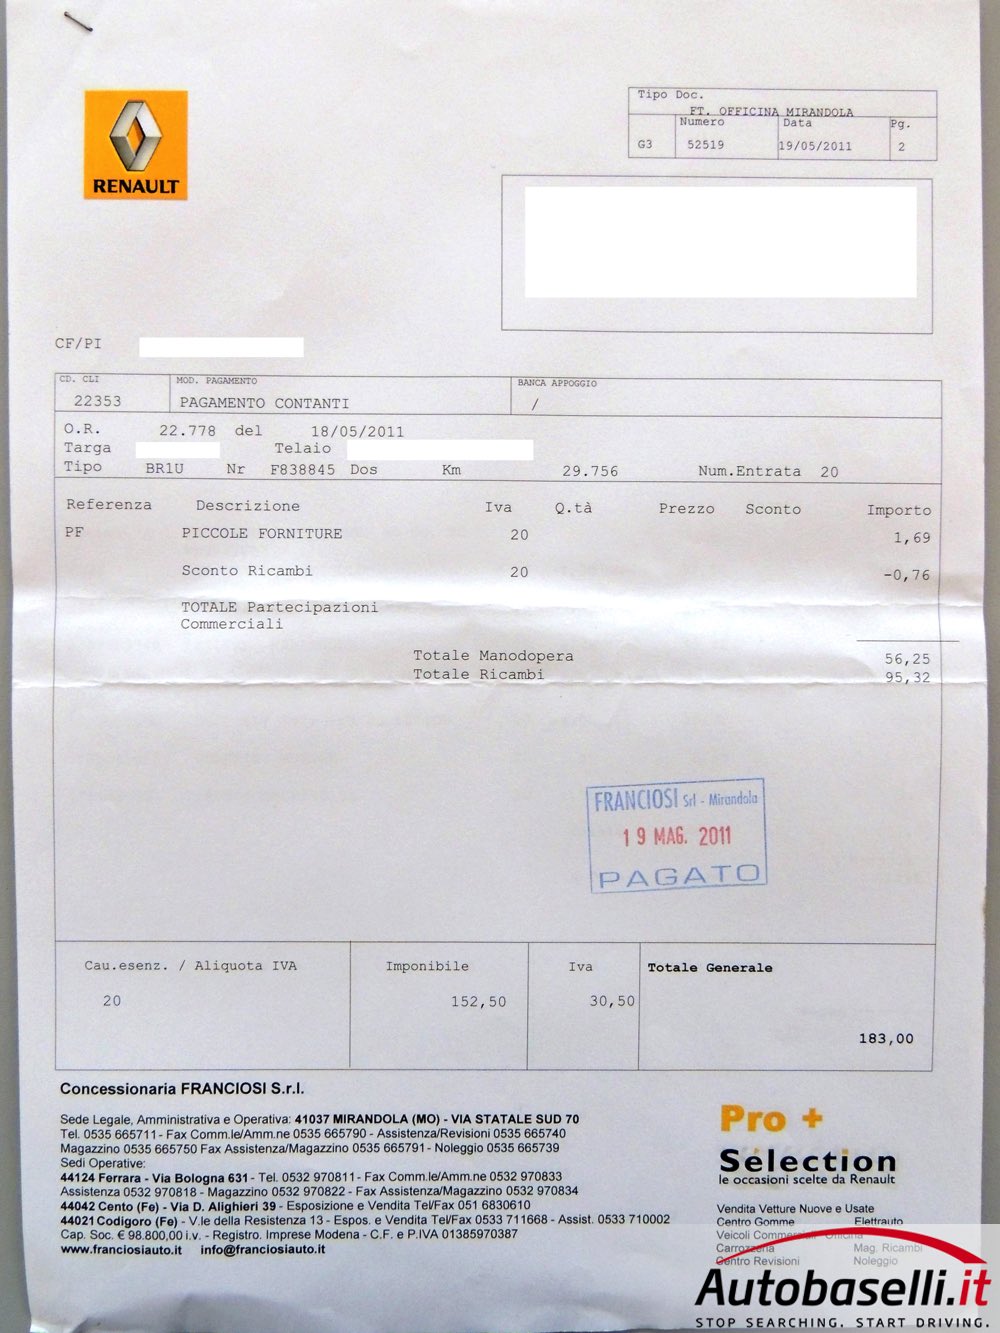 RENAULT
Tipo Doc.
FT. OFFICINA MIRANDOLA
Numero Data Pg.
G3 52519 19/05/2011 2
CF/PI
CD. CLI MOD. PAGAMENTO BANCA APPOGGIO
22353 PAGAMENTO CONTANTI /
O.R. 22.778 del 18/05/2011
Targa Telaio
Tipo BR1U Nr F838845 Dos Km 29.756 Num.Entrata 20
Referenza Descrizione Iva Q.tà Prezzo Sconto Importo
PF PICCOLE FORNITURE 20 1,69
Sconto Ricambi 20 -0,76
TOTALE Partecipazioni
Commerciali
Totale Manodopera 56,25
Totale Ricambi 95,32
FRANCIOSI Srl - Mirandola
19 MAG. 2011
PAGATO
Cau.esenz. / Aliquota IVA Imponibile Iva Totale Generale
20 152,50 30,50
183,00
Concessionaria FRANCIOSI S.r.l.
Sede Legale, Amministrativa e Operativa: 41037 MIRANDOLA (MO) - VIA STATALE SUD 70
Tel. 0535 665711 - Fax Comm.le/Amm.ne 0535 665790 - Assistenza/Revisioni 0535 665740
Magazzino 0535 665750 Fax Assistenza/Magazzino 0535 665791 - Noleggio 0535 665739
Sedi Operative:
44124 Ferrara - Via Bologna 631 - Tel. 0532 970811 - Fax Comm.le/Amm.ne 0532 970833
Assistenza 0532 970818 - Magazzino 0532 970822 - Fax Assistenza/Magazzino 0532 970834
44042 Cento (Fe) - Via D. Alighieri 39 - Esposizione e Vendita Tel/Fax 051 6830610
44021 Codigoro (Fe) - V.le della Resistenza 13 - Espos. e Vendita Tel/Fax 0533 711668 - Assist. 0533 710002
Cap. Soc. € 98.800,00 i.v. - Registro. Imprese Modena - C.F. e P.IVA 01385970387
www.franciosiauto.it info@franciosiauto.it
Pro +
Sélection
le occasioni scelte da Renault
Vendita Vetture Nuove e Usate
Centro Gomme Elettrauto
Veicoli Commerciali Officina
Carrozzeria Mag. Ricambi
Centro Revisioni Noleggio
Autobaselli.it
STOP SEARCHING. START DRIVING.